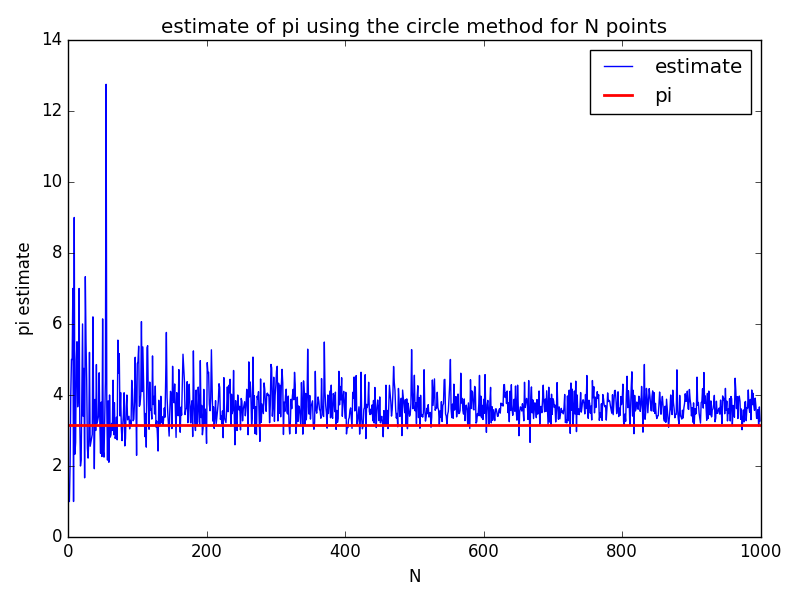 estimate of pi using the circle method for N points
14
12
10
8
6
4
2
0
pi estimate
estimate
pi
0 200 400 600 800 1000
N